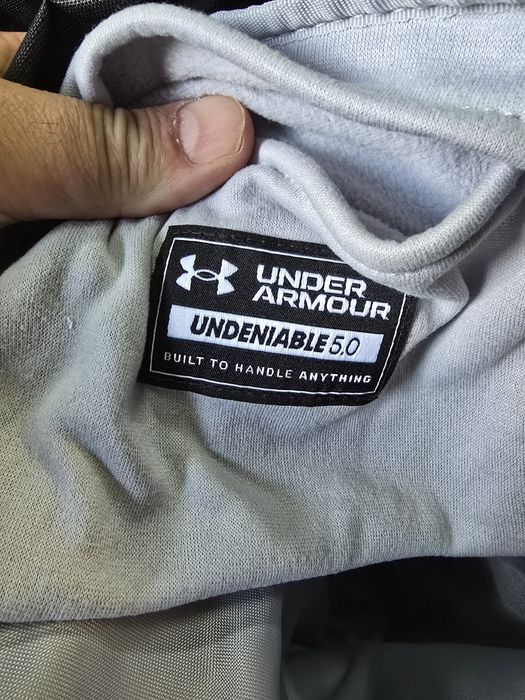 UNDER
ARMOUR
UNDENIABLE 5.0
BUILT TO HANDLE ANYTHING